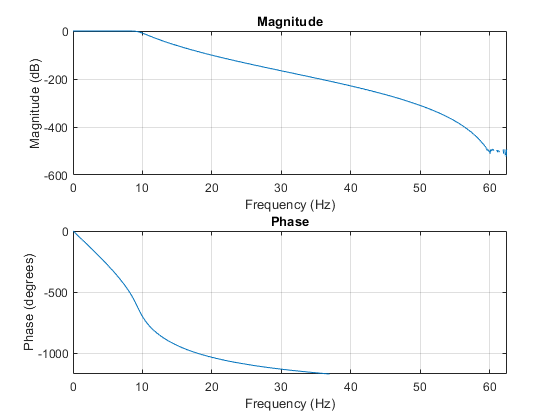 Magnitude
0
-200
-400
-600
Magnitude (dB)
0 10 20 30 40 50 60
Frequency (Hz)
Phase
0
-500
-1000
Phase (degrees)
0 10 20 30 40 50 60
Frequency (Hz)